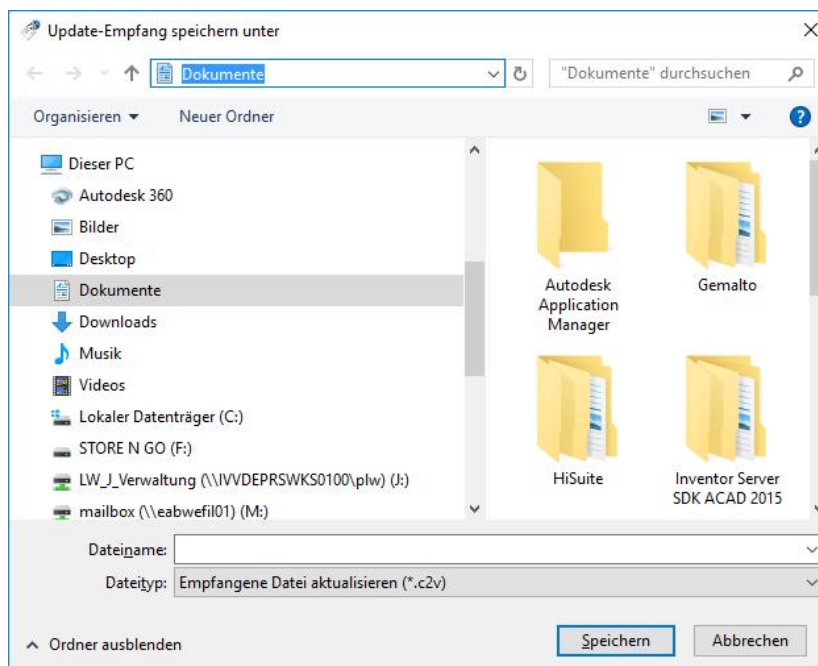 Update-Empfang speichern unter
Dokumente
"Dokumente" durchsuchen
Organisieren
Neuer Ordner
Dieser PC
Autodesk 360
Bilder
Desktop
Dokumente
Downloads
Musik
Videos
Lokaler Datenträger (C:)
STORE N GO (F:)
LW_J_Verwaltung (\\IVVDEPRSWKS0100\plw) (J:)
mailbox (\\eabwefil01) (M:)
Autodesk
Application
Manager
Gemalto
HiSuite
Inventor Server
SDK ACAD 2015
Dateiname:
Dateityp: Empfangene Datei aktualisieren (*.c2v)
Ordner ausblenden
Speichern
Abbrechen